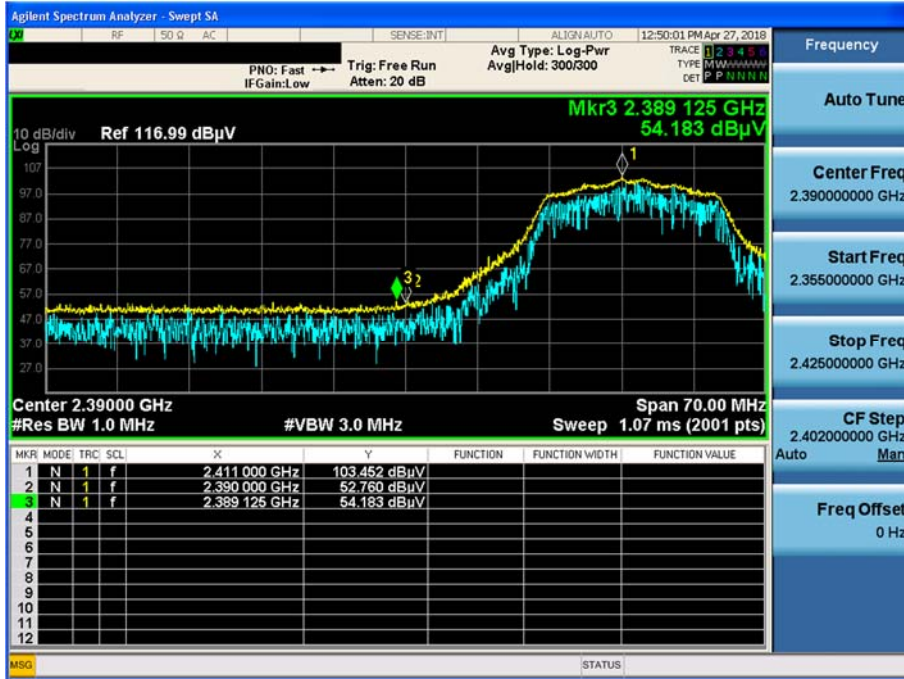 Agilent Spectrum Analyzer - Swept SA
LXI RF 50 Ω AC SENSE:INT ALIGN AUTO 12:50:01 PM Apr 27, 2018
Frequency
PNO: Fast
IFGain:Low
Trig: Free Run
Atten: 20 dB
Avg Type: Log-Pwr
Avg|Hold: 300/300
TRACE 1 2 3 4 5 6
TYPE M W
DET P P N N N N
Auto Tune
Mkr3 2.389 125 GHz
54.183 dBµV
10 dB/div Ref 116.99 dBµV
Log
107
97.0
87.0
77.0
67.0
57.0
47.0
37.0
27.0
1
3
2
Center Freq
2.390000000 GHz
Start Freq
2.355000000 GHz
Stop Freq
2.425000000 GHz
Center 2.39000 GHz Span 70.00 MHz
#Res BW 1.0 MHz #VBW 3.0 MHz Sweep 1.07 ms (2001 pts)
CF Step
2.402000000 GHz
Auto Man
Freq Offset
0 Hz
MKR MODE TRC SCL X Y FUNCTION FUNCTION WIDTH FUNCTION VALUE
1 N 1 f 2.411 000 GHz 103.452 dBµV
2 N 1 f 2.390 000 GHz 52.760 dBµV
3 N 1 f 2.389 125 GHz 54.183 dBµV
4
5
6
7
8
9
10
11
12
MSG STATUS